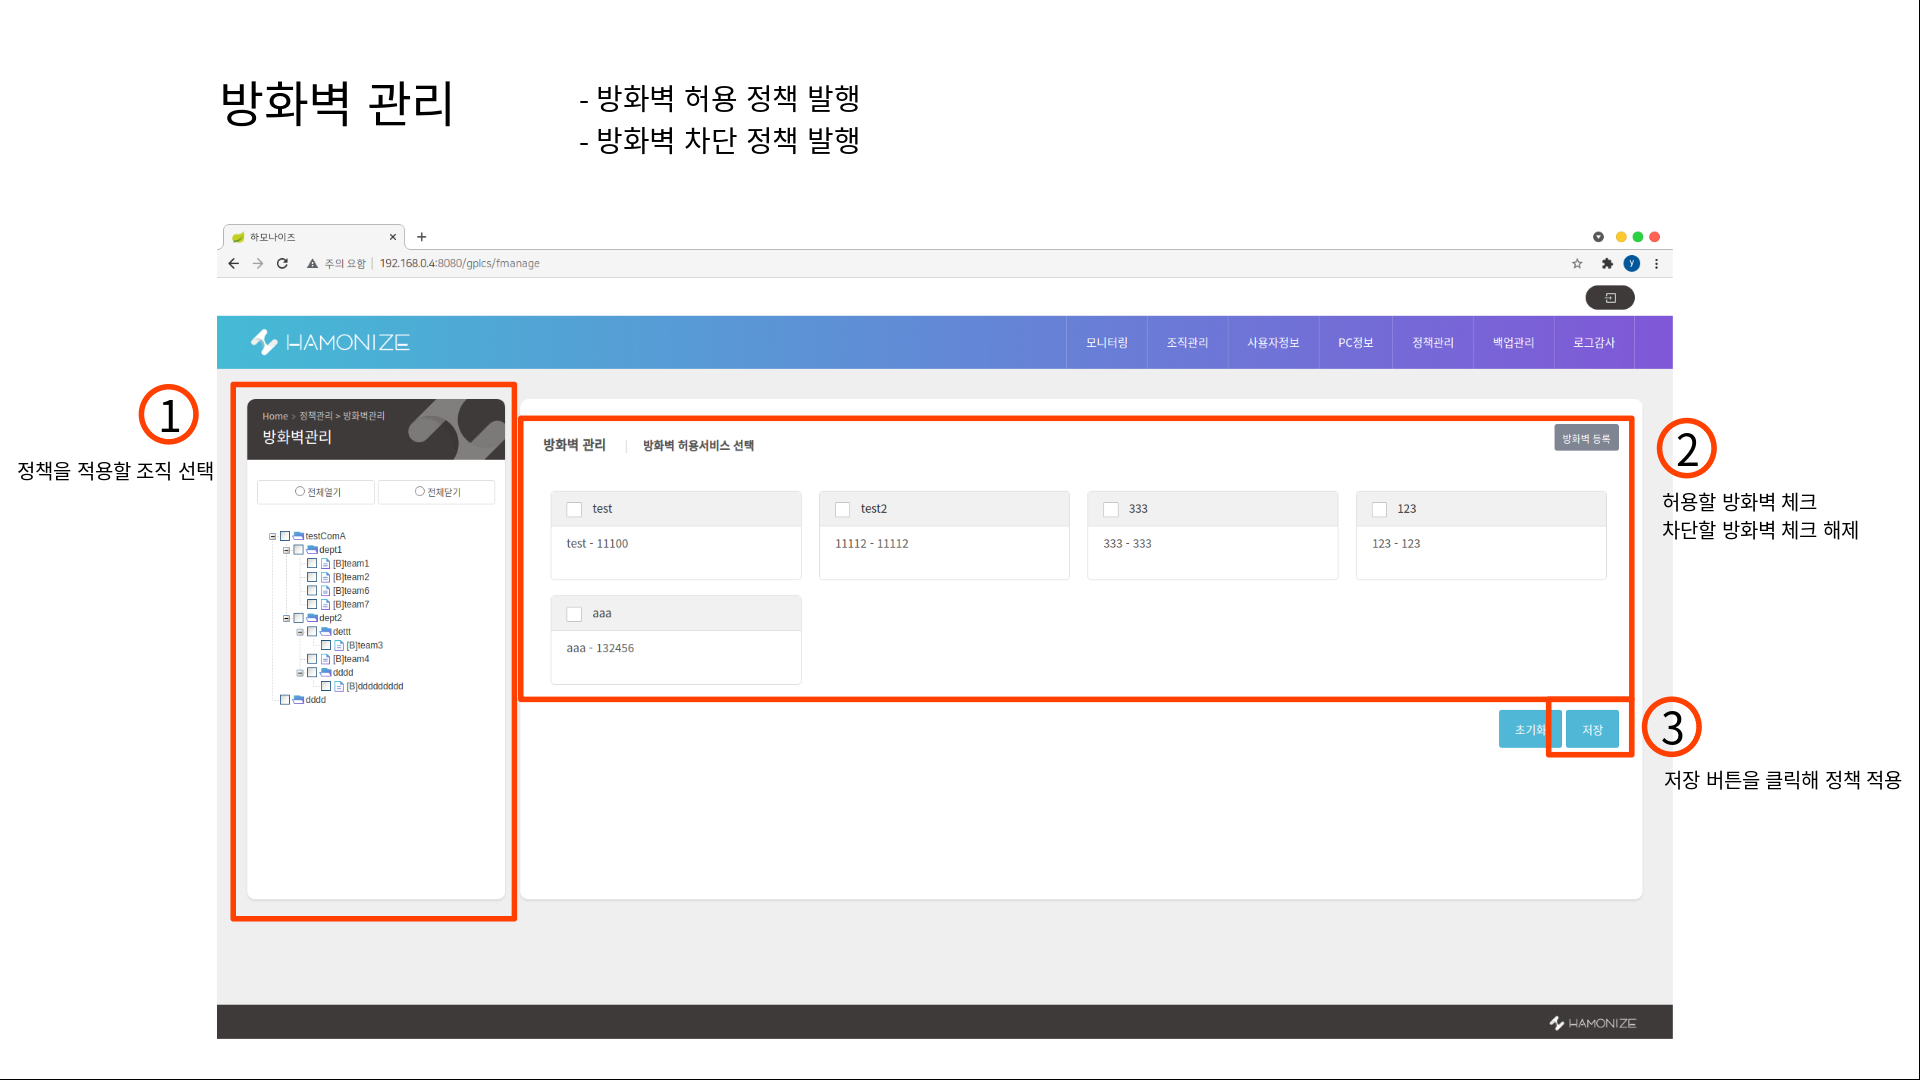 방화벽 관리
- 방화벽 허용 정책 발행
- 방화벽 차단 정책 발행
하모나이즈
주의 요함
192.168.0.4:8080/gplcs/fmanage
y
HAMONIZE
모니터링
조직관리
사용자정보
PC정보
정책관리
백업관리
로그감사
1
정책을 적용할 조직 선택
Home > 정책관리 > 방화벽관리
방화벽관리
전체열기
전체닫기
testComA
dept1
[B]team1
[B]team2
[B]team6
[B]team7
dept2
dettt
[B]team3
[B]team4
dddd
[B]ddddddddd
dddd
방화벽 관리
방화벽 허용서비스 선택
방화벽 등록
test
test - 11100
test2
11112 - 11112
333
333 - 333
123
123 - 123
aaa
aaa - 132456
2
허용할 방화벽 체크
차단할 방화벽 체크 해제
초기화
저장
3
저장 버튼을 클릭해 정책 적용
HAMONIZE